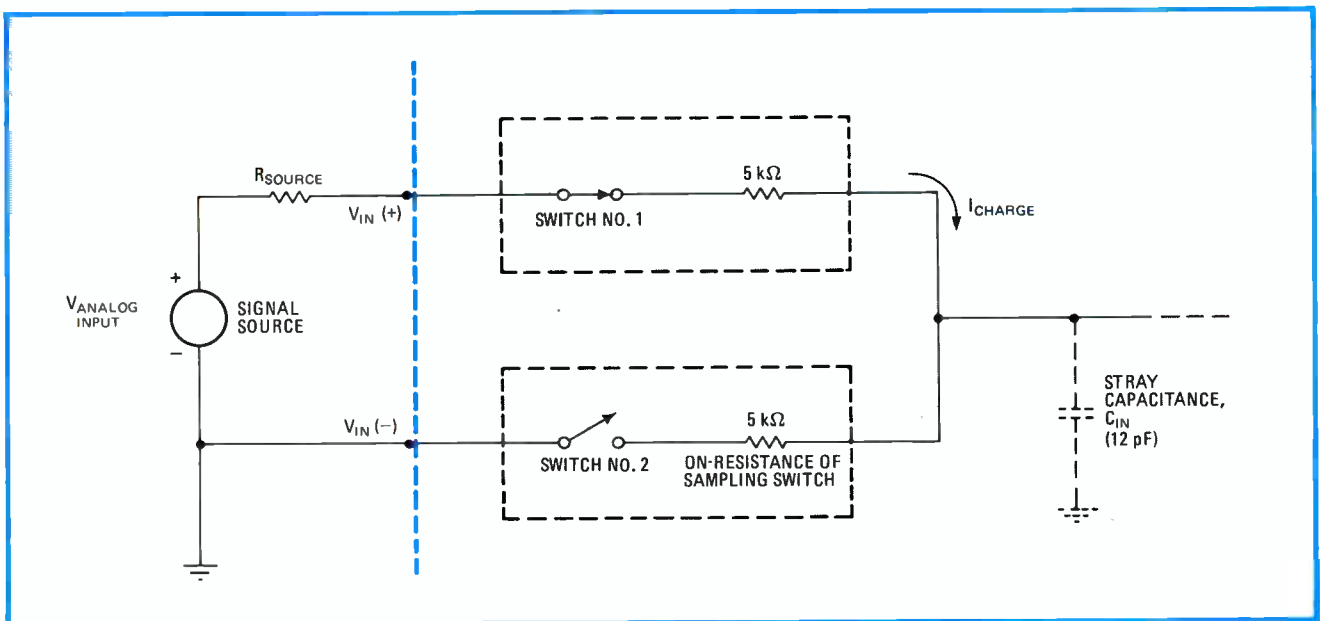 R_SOURCE
5 kΩ
V_IN (+)
SWITCH NO. 1
I_CHARGE
+
V_ANALOG INPUT
SIGNAL
SOURCE
−
V_IN (−)
5 kΩ
SWITCH NO. 2
ON-RESISTANCE OF
SAMPLING SWITCH
STRAY
CAPACITANCE,
C_IN
(12 pF)